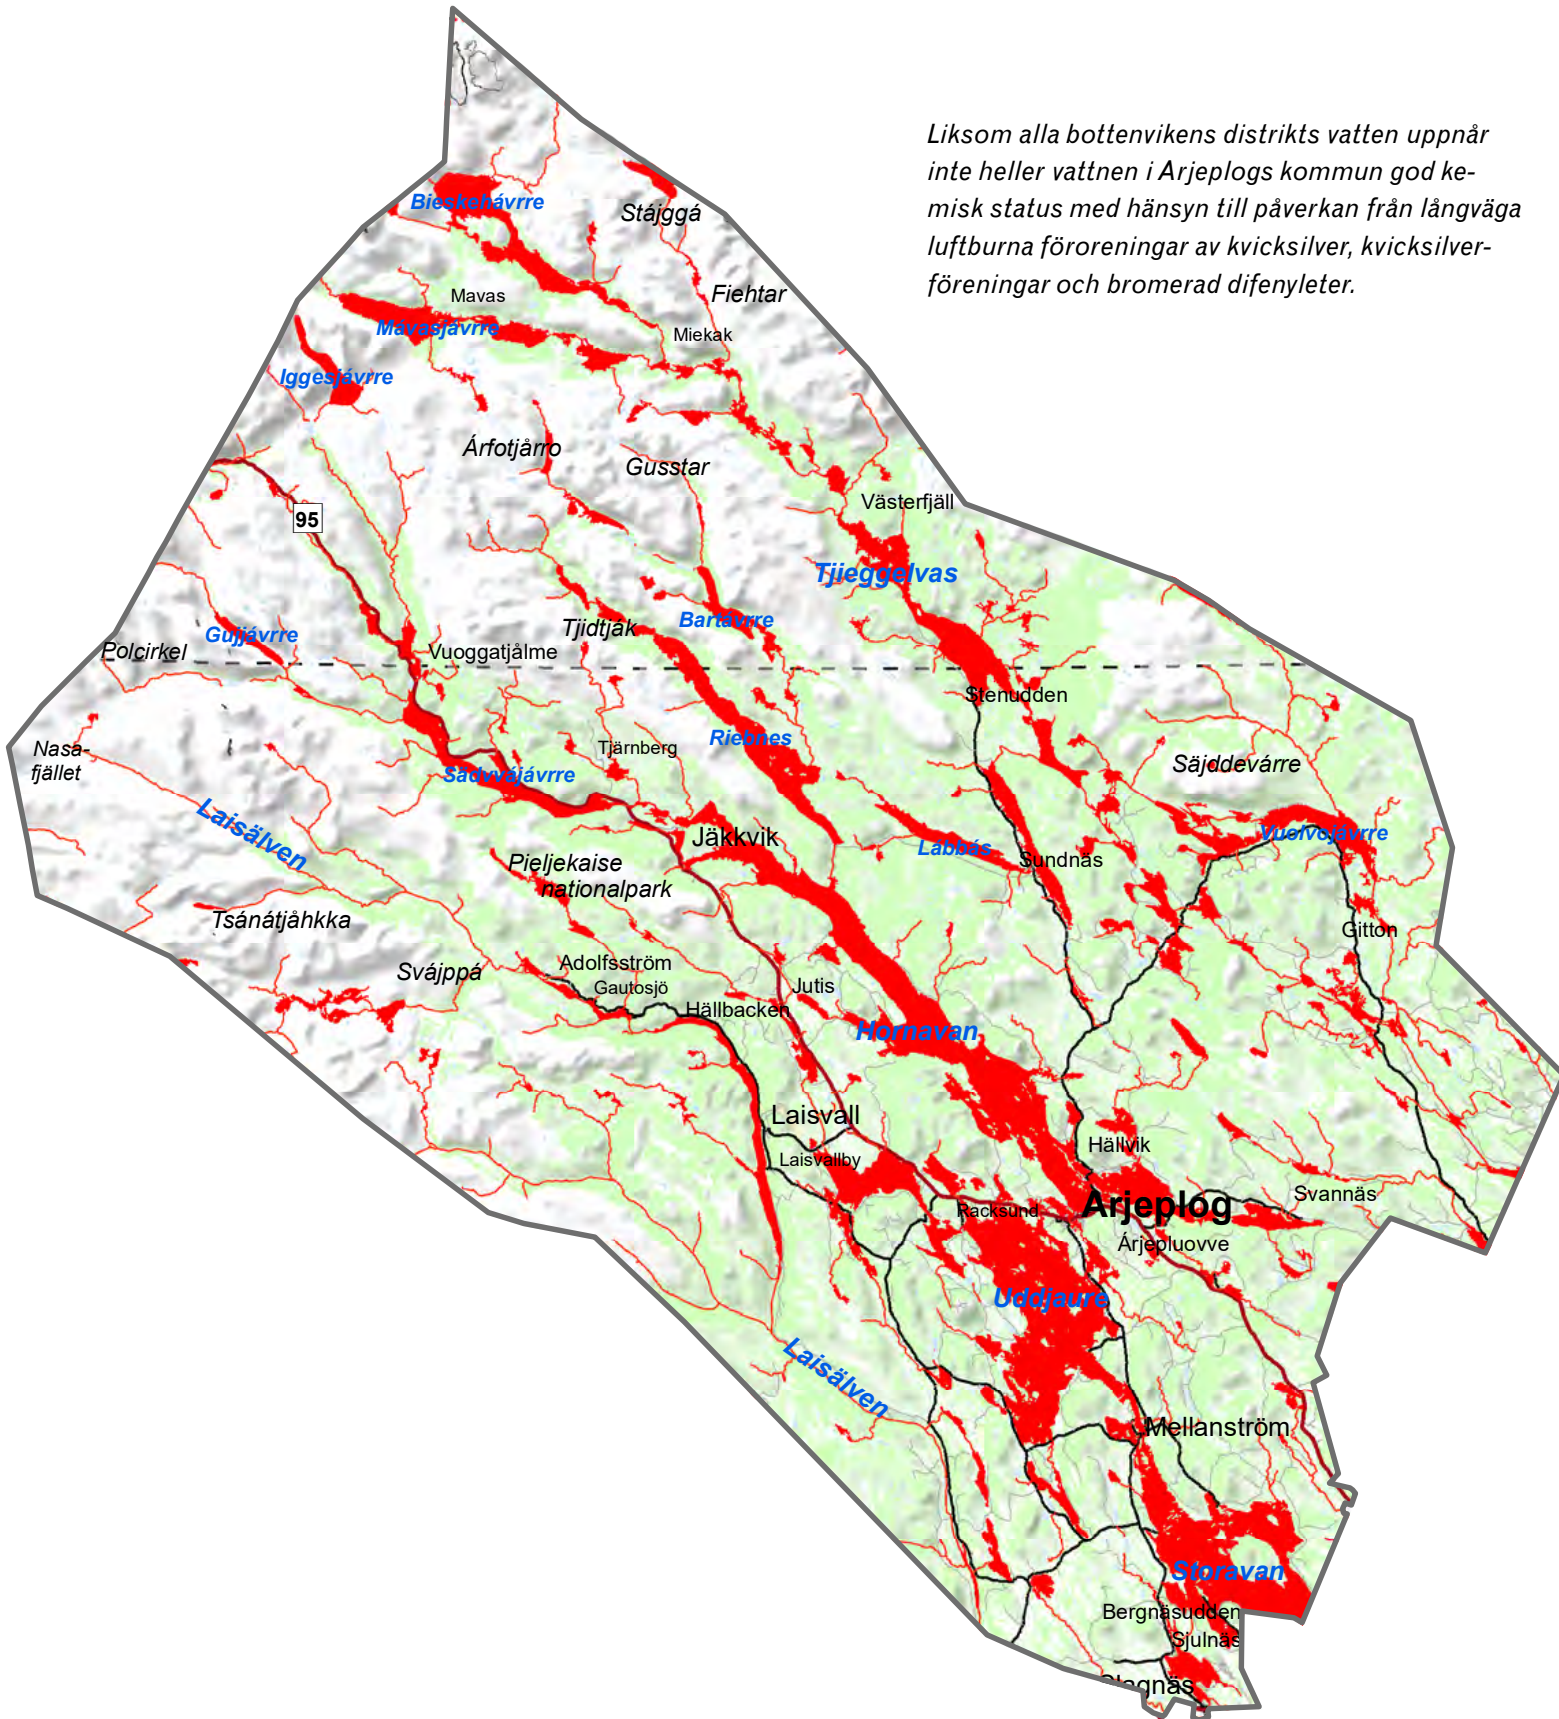 Liksom alla bottenvikens distrikts vatten uppnår
inte heller vattnen i Arjeplogs kommun god ke-
misk status med hänsyn till påverkan från långväga
luftburna föroreningar av kvicksilver, kvicksilver-
föreningar och bromerad difenyleter.
Bieskehávrre
Stájggá
Mavas
Fiehtar
Mávasjávrre
Miekak
Iggesjávrre
Árfotjårro
Gusstar
Västerfjäll
95
Tjieggelvas
Gujjávrre
Tjidtjak
Bartávrre
Polcirkel
Vuoggatjålme
Stenudden
Nasa-
fjället
Tjärnberg
Riebnes
Säjddevárre
Sädvvájávrre
Laisälven
Jäkkvik
Labbás
Vuolvojávrre
Pieljekaise
nationalpark
Sundnäs
Tsánátjåhkka
Gitton
Svájppá
Adolfsström
Gautosjö
Jutis
Hällbacken
Hornavan
Laisvall
Hällvik
Laisvallby
Racksund
Arjeplog
Svannäs
Árjepluovve
Uddjaure
Laisälven
Mellanström
Storavan
Bergnäsudden
Sjulnäs
Slagnäs